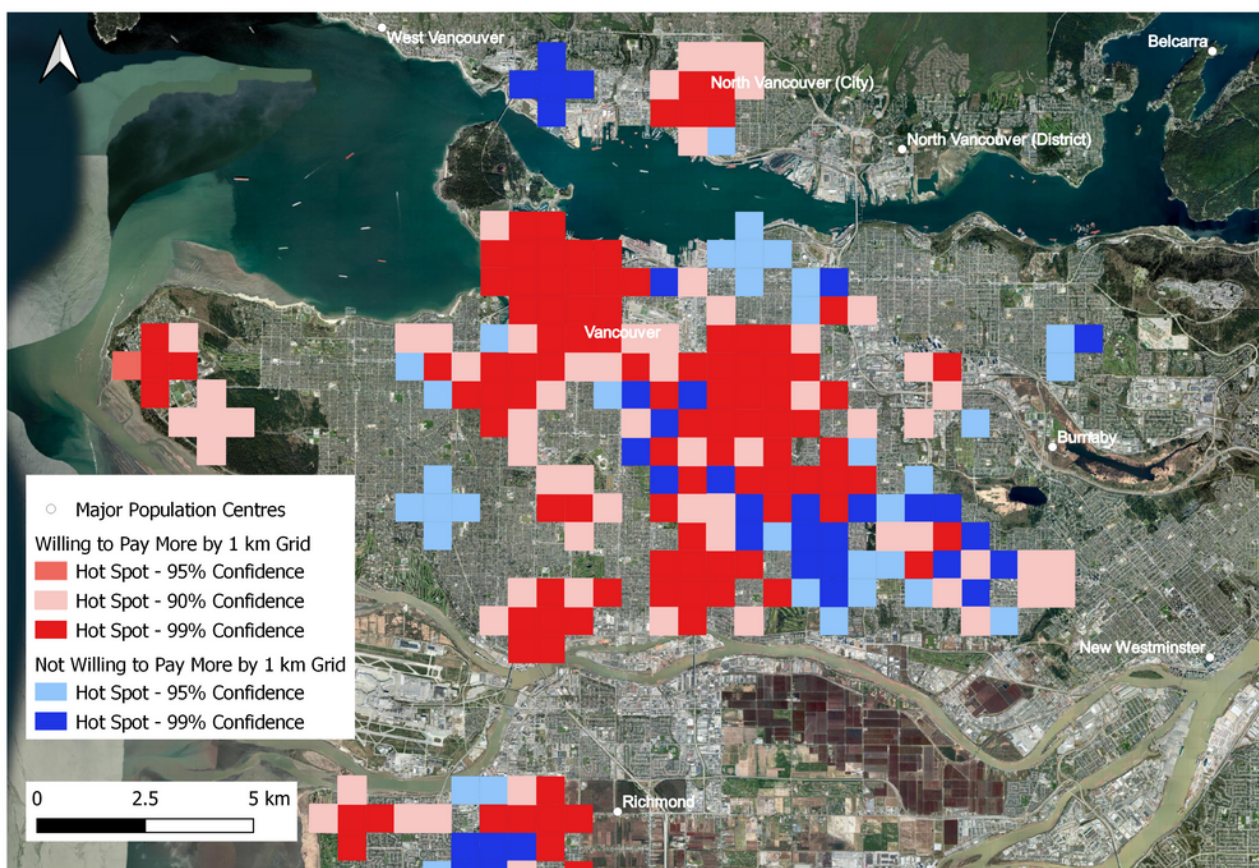 West Vancouver
Belcarra
North Vancouver (City)
North Vancouver (District)
Vancouver
Burnaby
Major Population Centres
Willing to Pay More by 1 km Grid
Hot Spot - 95% Confidence
Hot Spot - 90% Confidence
Hot Spot - 99% Confidence
Not Willing to Pay More by 1 km Grid
Hot Spot - 95% Confidence
Hot Spot - 99% Confidence
New Westminster
0 2.5 5 km
Richmond